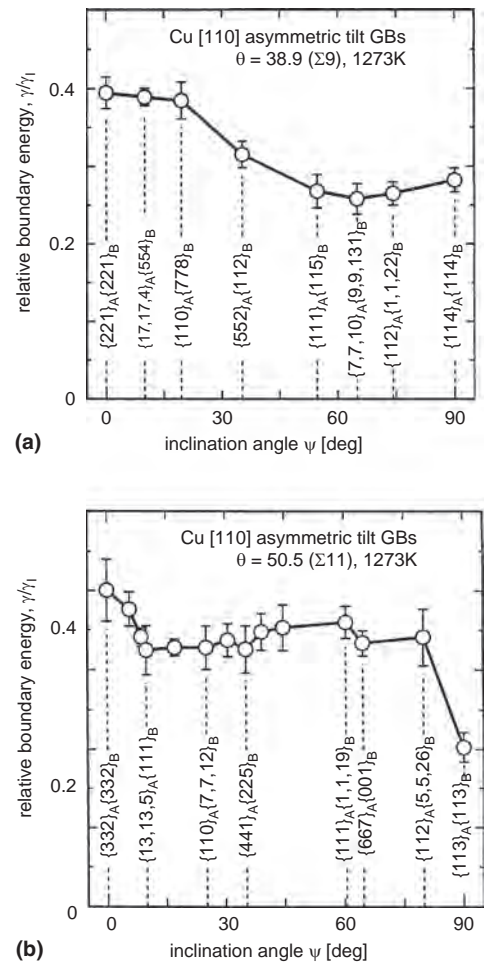 Cu [110] asymmetric tilt GBs
θ = 38.9 (Σ9), 1273K
relative boundary energy, γ/γI
0.4
0.2
0
{221}A{221}B
{17,17,4}A{554}B
{110}A{778}B
{552}A{112}B
{111}A{115}B
{7,7,10}A{9,9,131}B
{112}A{1,1,22}B
{114}A{114}B
0 30 60 90
(a) inclination angle ψ [deg]
Cu [110] asymmetric tilt GBs
θ = 50.5 (Σ11), 1273K
relative boundary energy, γ/γI
0.4
0.2
0
{332}A{332}B
{13,13,5}A{111}B
{110}A{7,7,12}B
{441}A{225}B
{111}A{1,1,19}B
{667}A{001}B
{112}A{5,5,26}B
{113}A{113}B
0 30 60 90
(b) inclination angle ψ [deg]